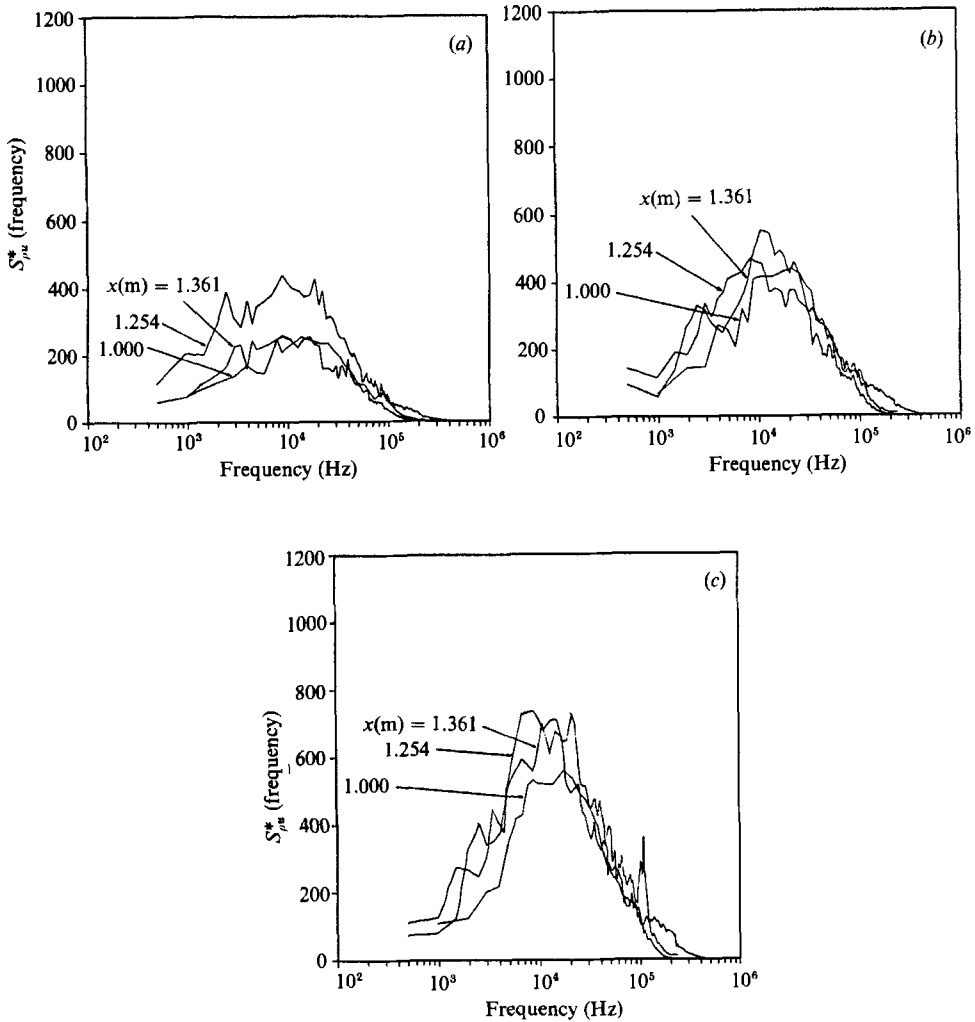 (a)
1200
1000
800
600
400
200
0
S*ρu (frequency)
x(m) = 1.361
1.254
1.000
10² 10³ 10⁴ 10⁵ 10⁶
Frequency (Hz)
(b)
1200
1000
800
600
400
200
0
x(m) = 1.361
1.254
1.000
10² 10³ 10⁴ 10⁵ 10⁶
Frequency (Hz)
(c)
1200
1000
800
600
400
200
0
S*ρu (frequency)
x(m) = 1.361
1.254
1.000
10² 10³ 10⁴ 10⁵ 10⁶
Frequency (Hz)